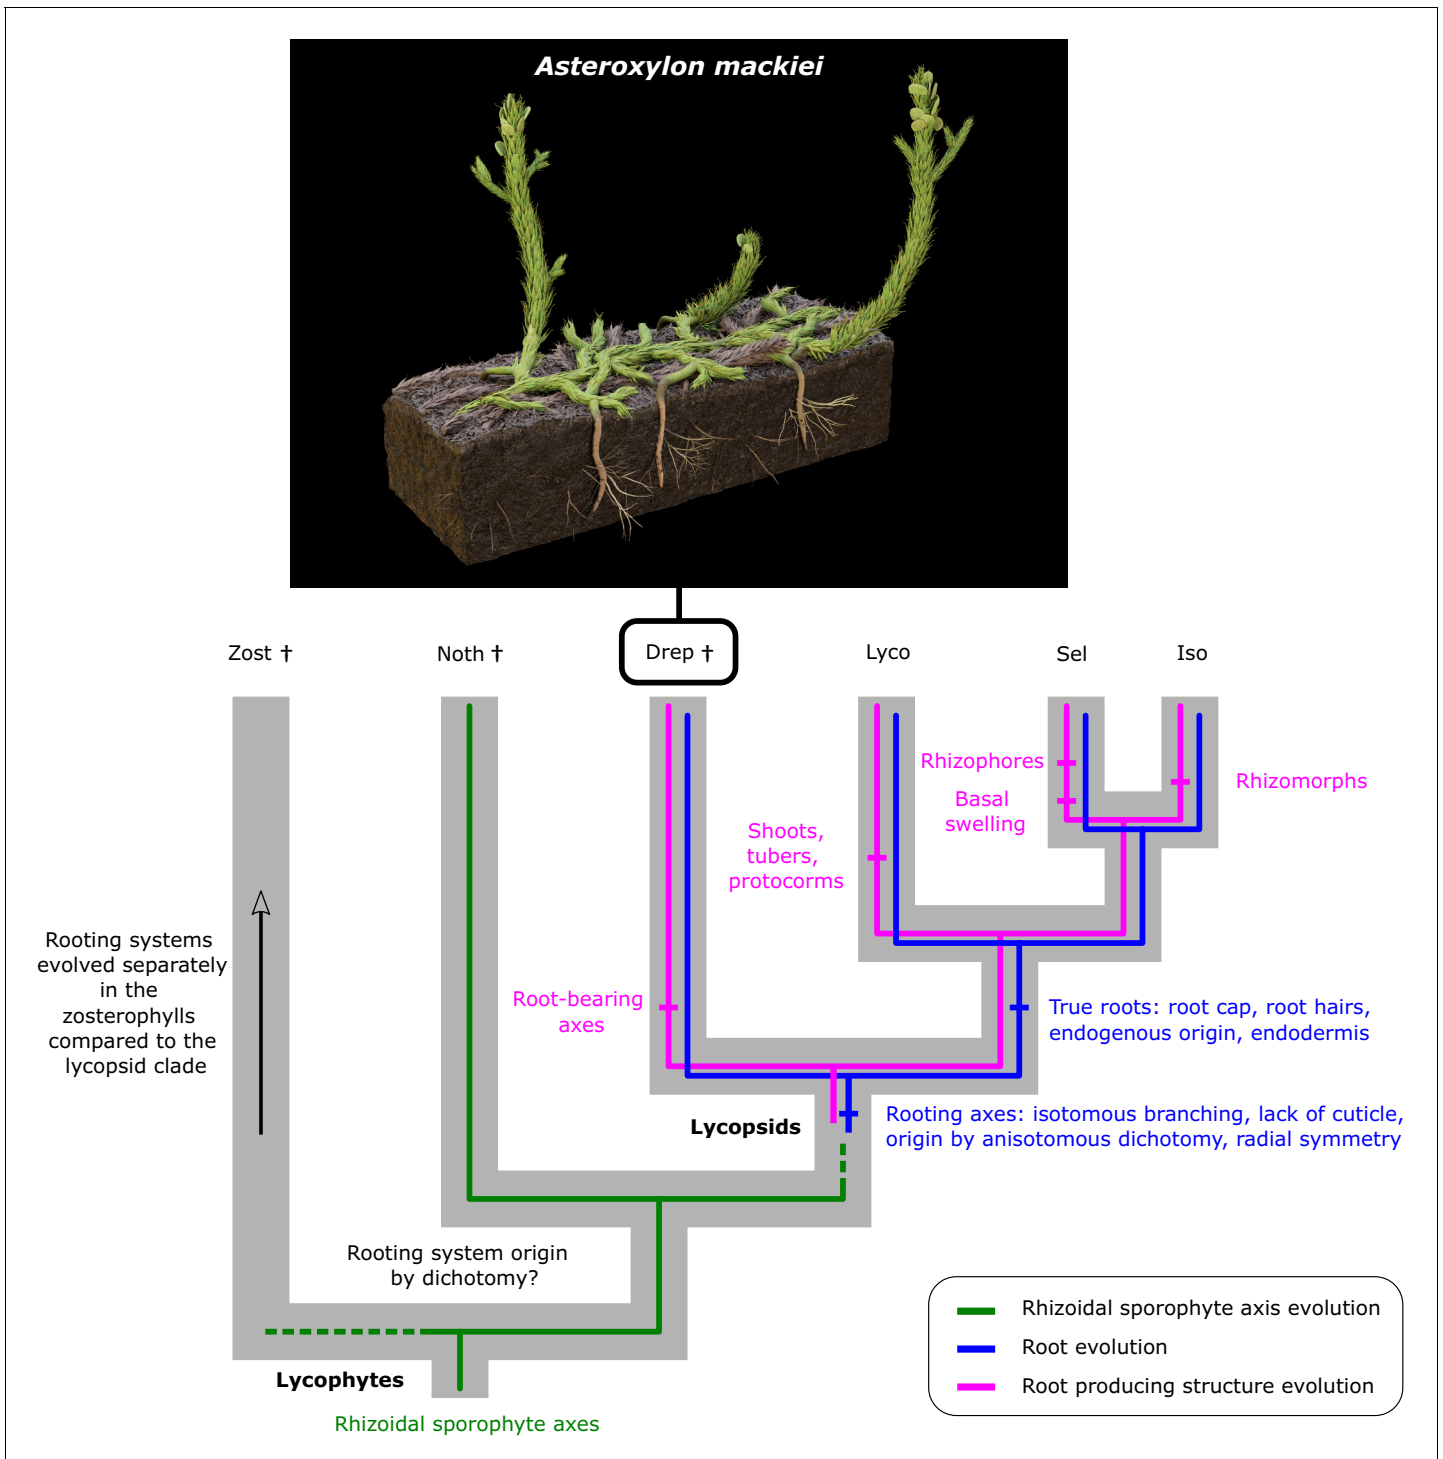 Asteroxylon mackiei
Zost †
Noth †
Drep †
Lyco
Sel
Iso
Rhizophores
Basal
swelling
Rhizomorphs
Shoots,
tubers,
protocorms
Rooting systems
evolved separately
in the
zosterophylls
compared to the
lycopsid clade
Root-bearing
axes
True roots: root cap, root hairs,
endogenous origin, endodermis
Lycopsids
Rooting axes: isotomous branching, lack of cuticle,
origin by anisotomous dichotomy, radial symmetry
Rooting system origin
by dichotomy?
Lycophytes
Rhizoidal sporophyte axes
Rhizoidal sporophyte axis evolution
Root evolution
Root producing structure evolution